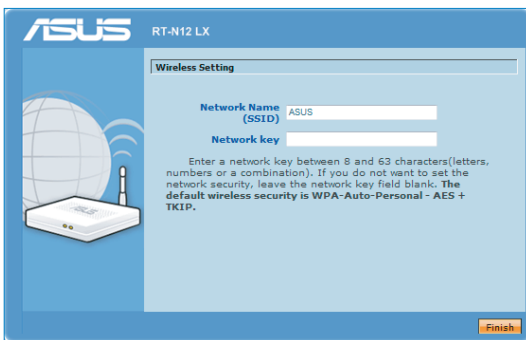 ASUS
RT-N12 LX
Wireless Setting
Network Name
(SSID)
ASUS
Network key
Enter a network key between 8 and 63 characters(letters,
numbers or a combination). If you do not want to set the
network security, leave the network key field blank. The
default wireless security is WPA-Auto-Personal - AES +
TKIP.
ASUS
Finish